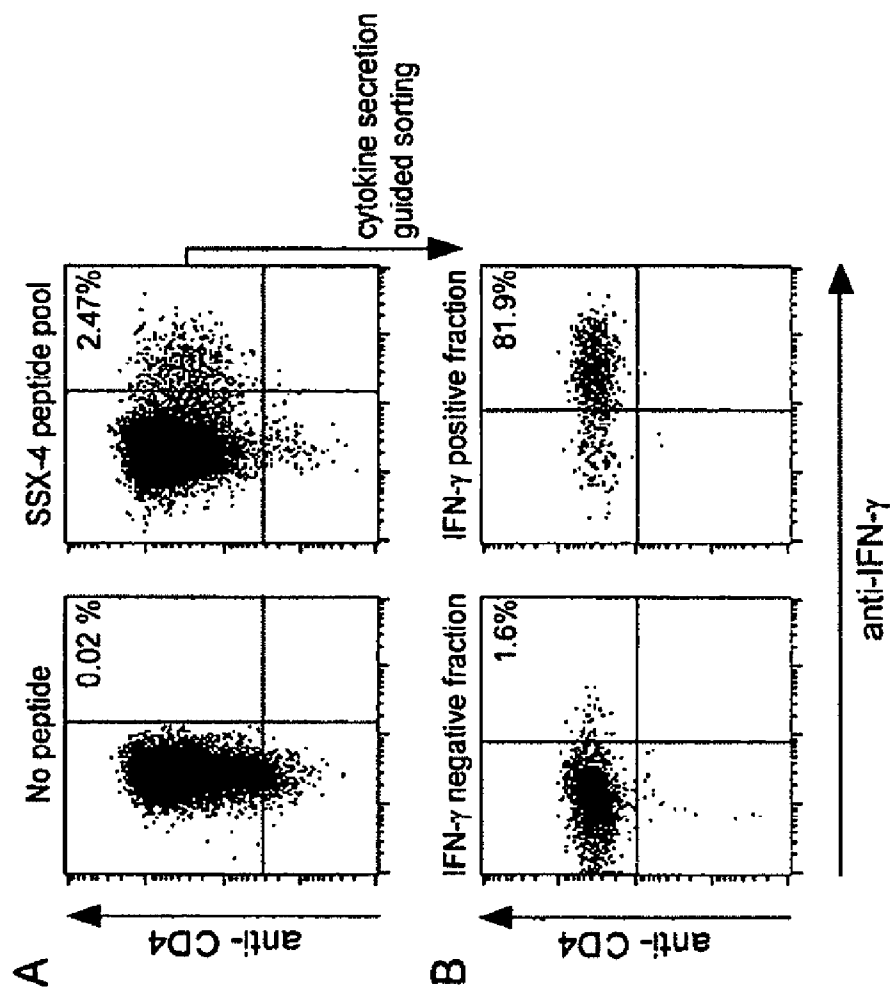 A
No peptide
SSX-4 peptide pool
0.02 %
2.47%
anti- CD4
cytokine secretion
guided sorting
B
IFN-γ negative fraction
IFN-γ positive fraction
1.6%
81.9%
anti- CD4
anti-IFN-γ